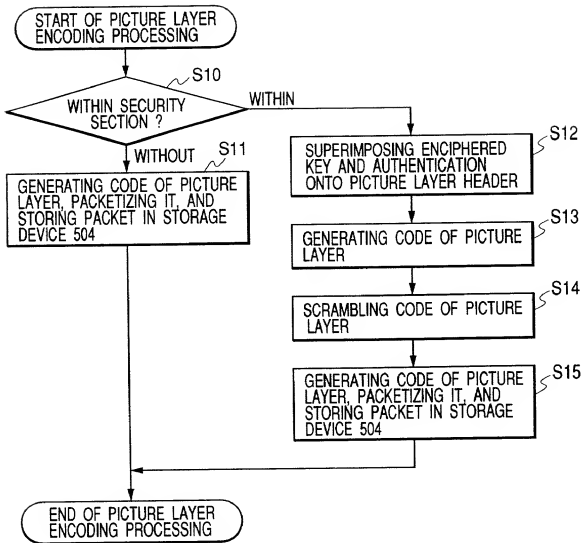 START OF PICTURE LAYER
ENCODING PROCESSING
S10
WITHIN SECURITY
SECTION ?
WITHIN
WITHOUT
S11
GENERATING CODE OF PICTURE
LAYER, PACKETIZING IT, AND
STORING PACKET IN STORAGE
DEVICE 504
S12
SUPERIMPOSING ENCIPHERED
KEY AND AUTHENTICATION
ONTO PICTURE LAYER HEADER
S13
GENERATING CODE OF PICTURE
LAYER
S14
SCRAMBLING CODE OF PICTURE
LAYER
S15
GENERATING CODE OF PICTURE
LAYER, PACKETIZING IT, AND
STORING PACKET IN STORAGE
DEVICE 504
END OF PICTURE LAYER
ENCODING PROCESSING